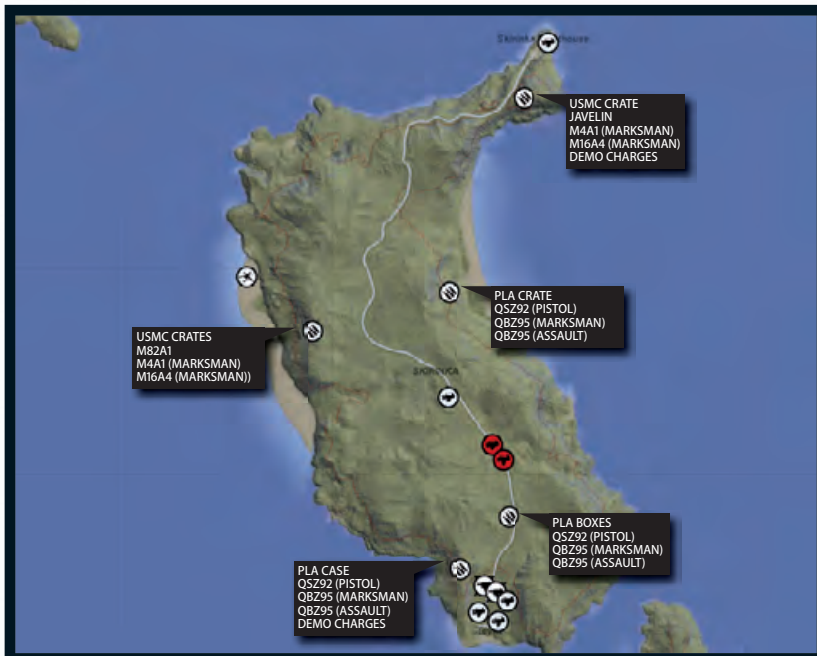 USMC CRATE
JAVELIN
M4A1 (MARKSMAN)
M16A4 (MARKSMAN)
DEMO CHARGES
PLA CRATE
QSZ92 (PISTOL)
QBZ95 (MARKSMAN)
QBZ95 (ASSAULT)
USMC CRATES
M82A1
M4A1 (MARKSMAN)
M16A4 (MARKSMAN))
PLA BOXES
QSZ92 (PISTOL)
QBZ95 (MARKSMAN)
QBZ95 (ASSAULT)
PLA CASE
QSZ92 (PISTOL)
QBZ95 (MARKSMAN)
QBZ95 (ASSAULT)
DEMO CHARGES